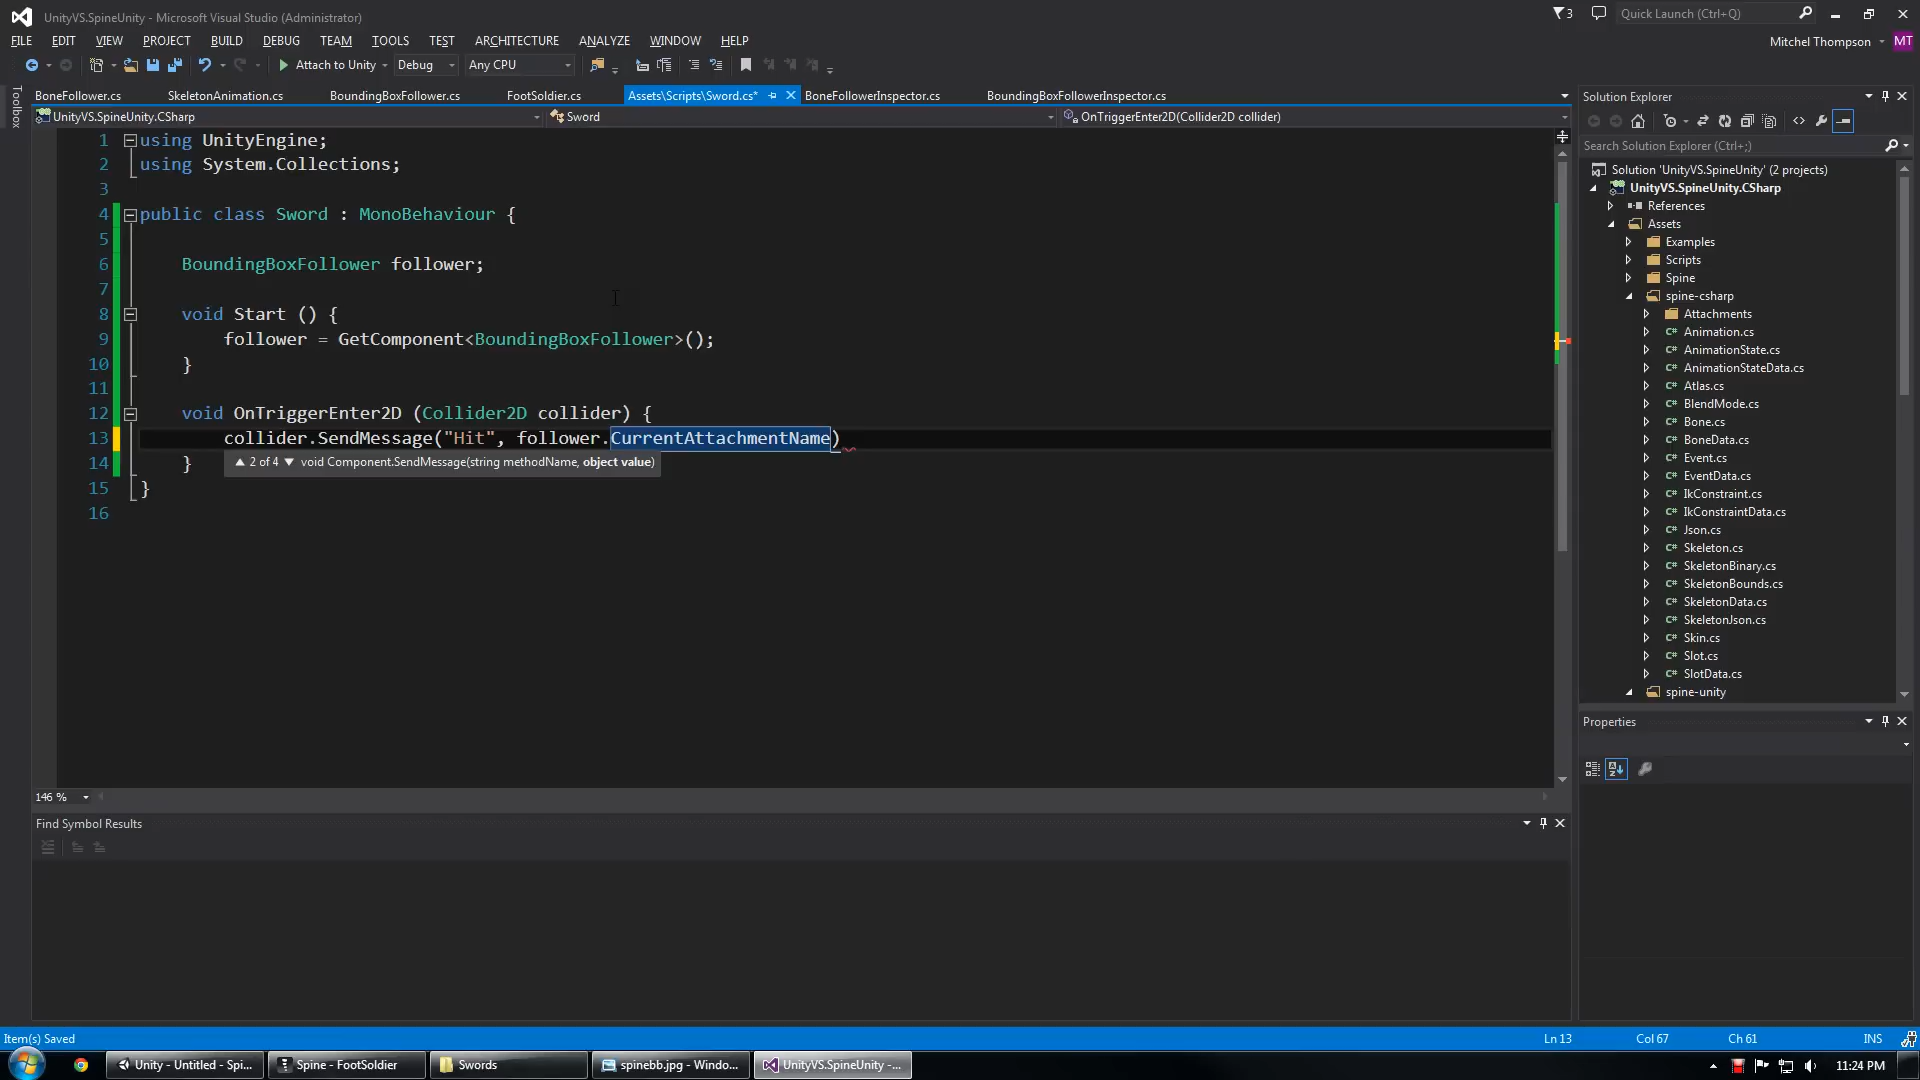 UnityVS.SpineUnity - Microsoft Visual Studio (Administrator)
3
Quick Launch (Ctrl+Q)
FILE EDIT VIEW PROJECT BUILD DEBUG TEAM TOOLS TEST ARCHITECTURE ANALYZE WINDOW HELP
Mitchel Thompson MT
Attach to Unity Debug Any CPU
Toolbox
BoneFollower.cs SkeletonAnimation.cs BoundingBoxFollower.cs FootSoldier.cs Assets\Scripts\Sword.cs* BoneFollowerInspector.cs BoundingBoxFollowerInspector.cs
UnityVS.SpineUnity.CSharp Sword OnTriggerEnter2D(Collider2D collider)
1 using UnityEngine;
2 using System.Collections;
3
4 public class Sword : MonoBehaviour {
5
6 BoundingBoxFollower follower;
7
8 void Start () {
9 follower = GetComponent<BoundingBoxFollower>();
10 }
11
12 void OnTriggerEnter2D (Collider2D collider) {
13 collider.SendMessage("Hit", follower.CurrentAttachmentName)
14 }
2 of 4 void Component.SendMessage(string methodName, object value)
15 }
16
146 %
Find Symbol Results
Solution Explorer
Search Solution Explorer (Ctrl+;)
Solution 'UnityVS.SpineUnity' (2 projects)
UnityVS.SpineUnity.CSharp
References
Assets
Examples
Scripts
Spine
spine-csharp
Attachments
C# Animation.cs
C# AnimationState.cs
C# AnimationStateData.cs
C# Atlas.cs
C# BlendMode.cs
C# Bone.cs
C# BoneData.cs
C# Event.cs
C# EventData.cs
C# IkConstraint.cs
C# IkConstraintData.cs
C# Json.cs
C# Skeleton.cs
C# SkeletonBinary.cs
C# SkeletonBounds.cs
C# SkeletonData.cs
C# SkeletonJson.cs
C# Skin.cs
C# Slot.cs
C# SlotData.cs
spine-unity
Properties
Item(s) Saved
Ln 13 Col 67 Ch 61 INS
Unity - Untitled - Spi... Spine - FootSoldier Swords spinebb.jpg - Windo... UnityVS.SpineUnity -...
11:24 PM